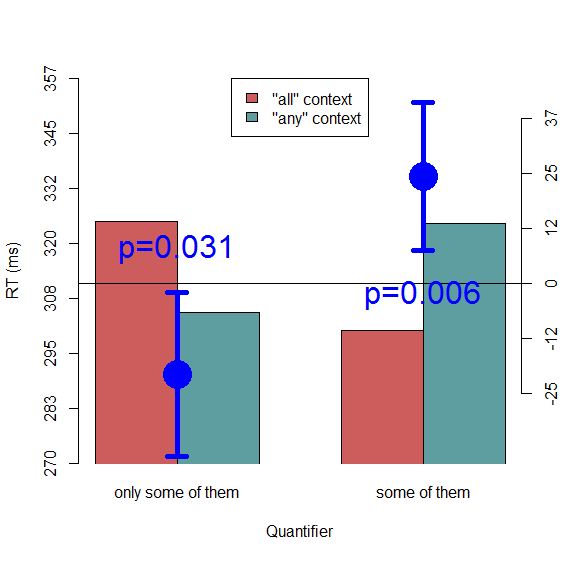 "all" context
"any" context
RT (ms)
357
345
332
320
308
295
283
270
37
25
12
0
-12
-25
p=0.031
p=0.006
only some of them
some of them
Quantifier